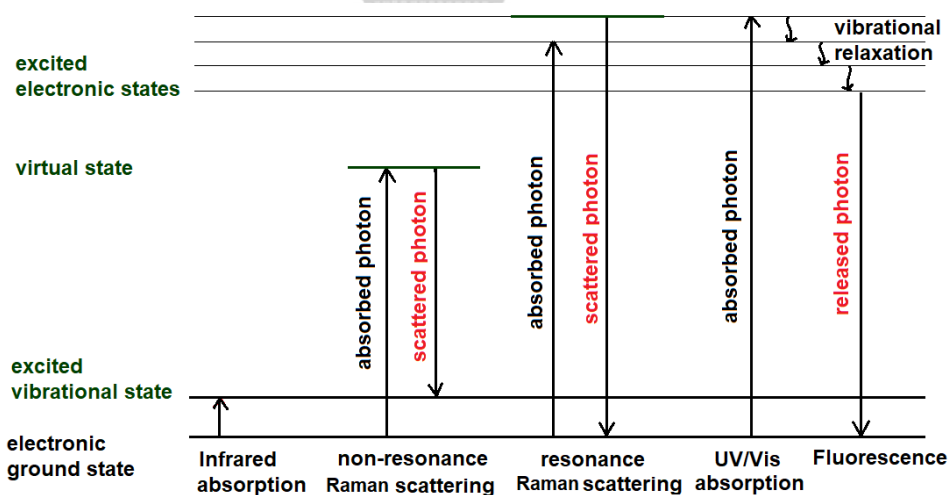 vibrational
relaxation
excited
electronic states
virtual state
absorbed photon
scattered photon
absorbed photon
scattered photon
absorbed photon
released photon
excited
vibrational state
electronic
ground state
Infrared
absorption
non-resonance
Raman scattering
resonance
Raman scattering
UV/Vis
absorption
Fluorescence